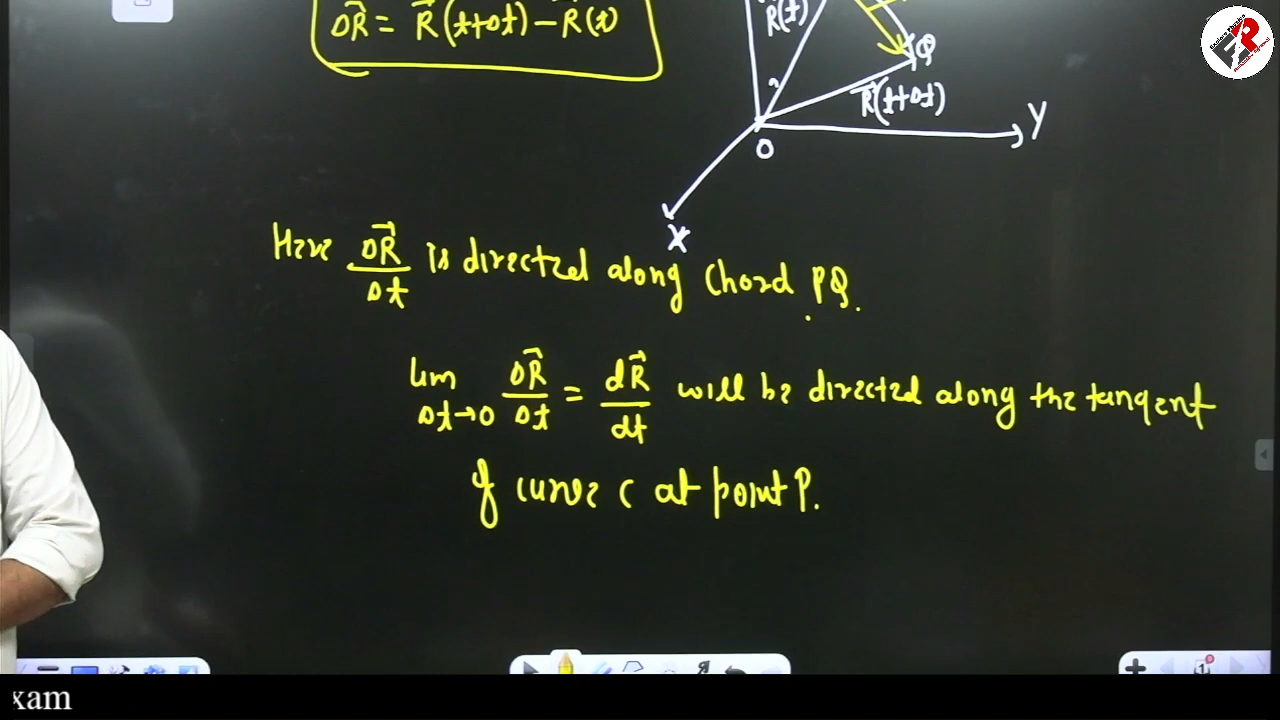 ΔR⃗ = R⃗(t+Δt) − R⃗(t)
R⃗(t)
Q
R⃗(t+Δt)
Y
O
X
Here ΔR⃗/Δt is directed along Chord PQ.
lim Δt→0 ΔR⃗/Δt = dR⃗/dt will be directed along the tangent
of curve C at point P.
xam